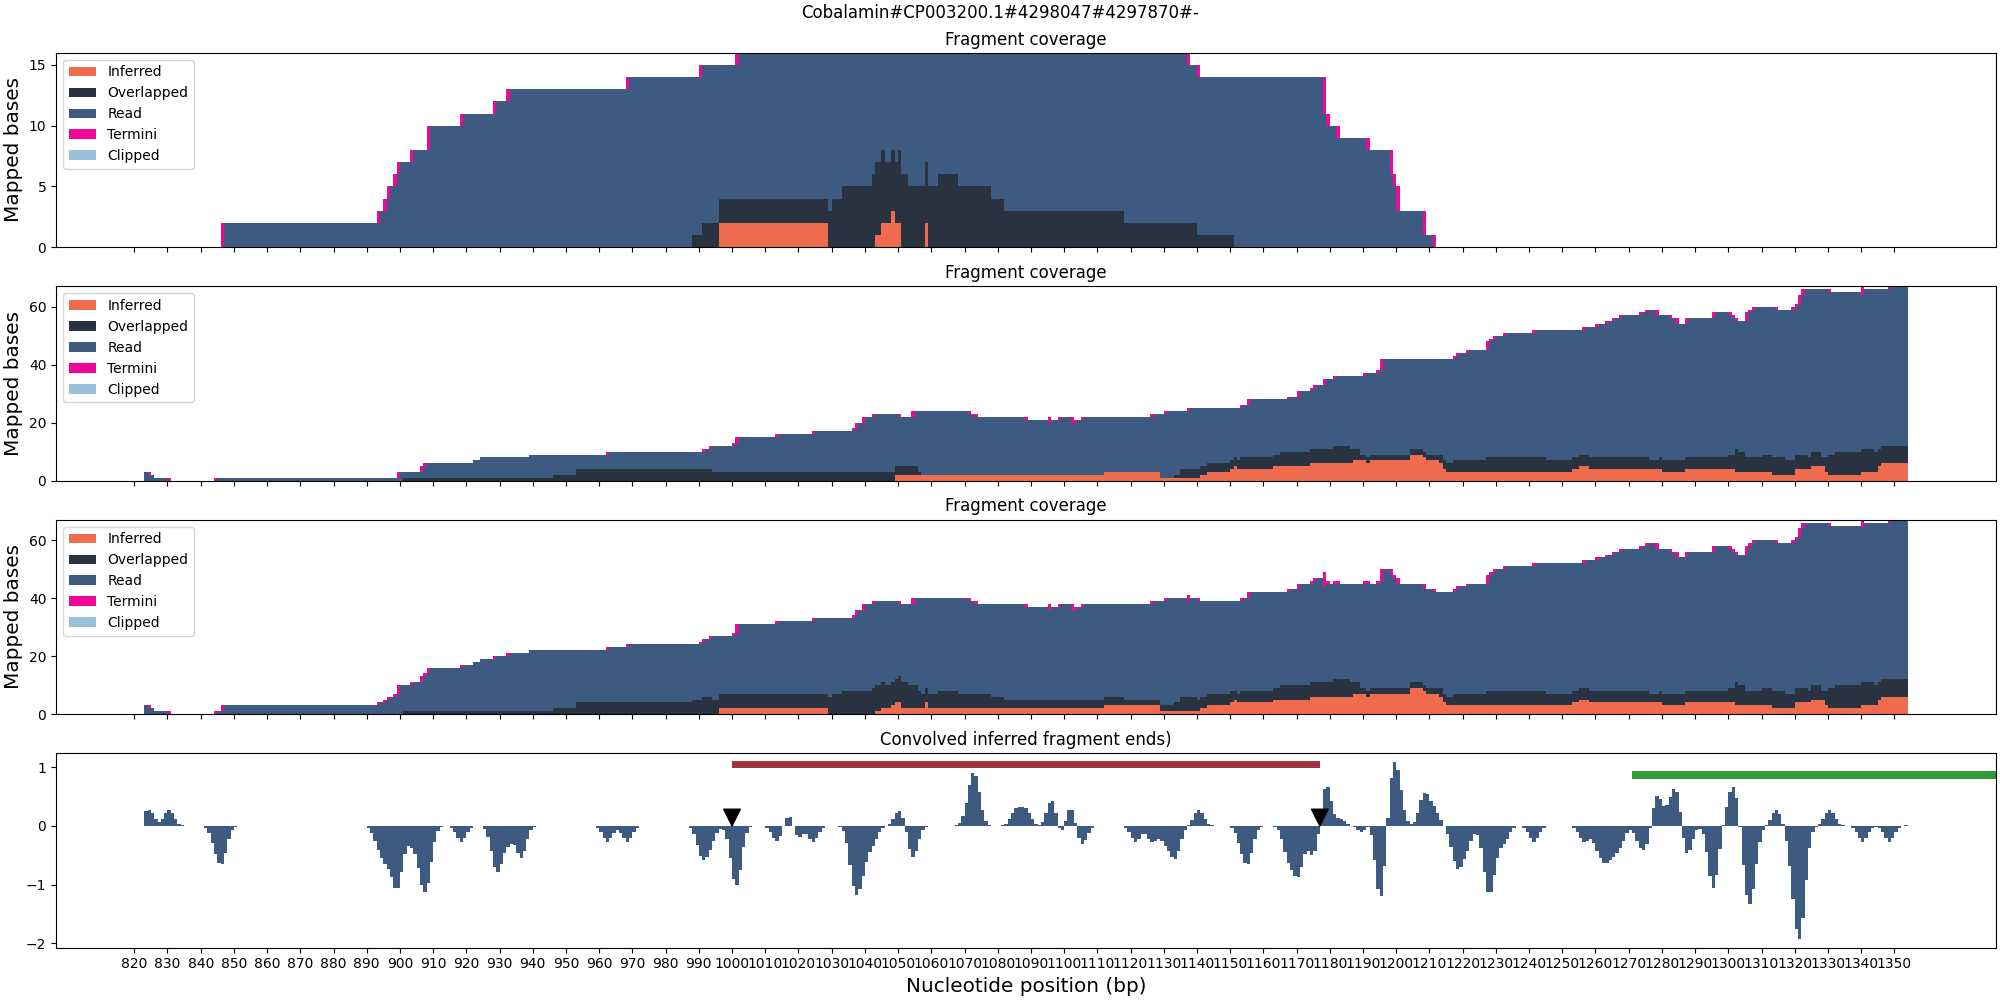 Cobalamin#CP003200.1#4298047#4297870#-
Fragment coverage
Mapped bases
15
10
5
0
Inferred
Overlapped
Read
Termini
Clipped
Fragment coverage
Mapped bases
60
40
20
0
Inferred
Overlapped
Read
Termini
Clipped
Fragment coverage
Mapped bases
60
40
20
0
Inferred
Overlapped
Read
Termini
Clipped
Convolved inferred fragment ends)
1
0
−1
−2
820 830 840 850 860 870 880 890 900 910 920 930 940 950 960 970 980 990 1000 1010 1020 1030 1040 1050 1060 1070 1080 1090 1100 1110 1120 1130 1140 1150 1160 1170 1180 1190 1200 1210 1220 1230 1240 1250 1260 1270 1280 1290 1300 1310 1320 1330 1340 1350
Nucleotide position (bp)